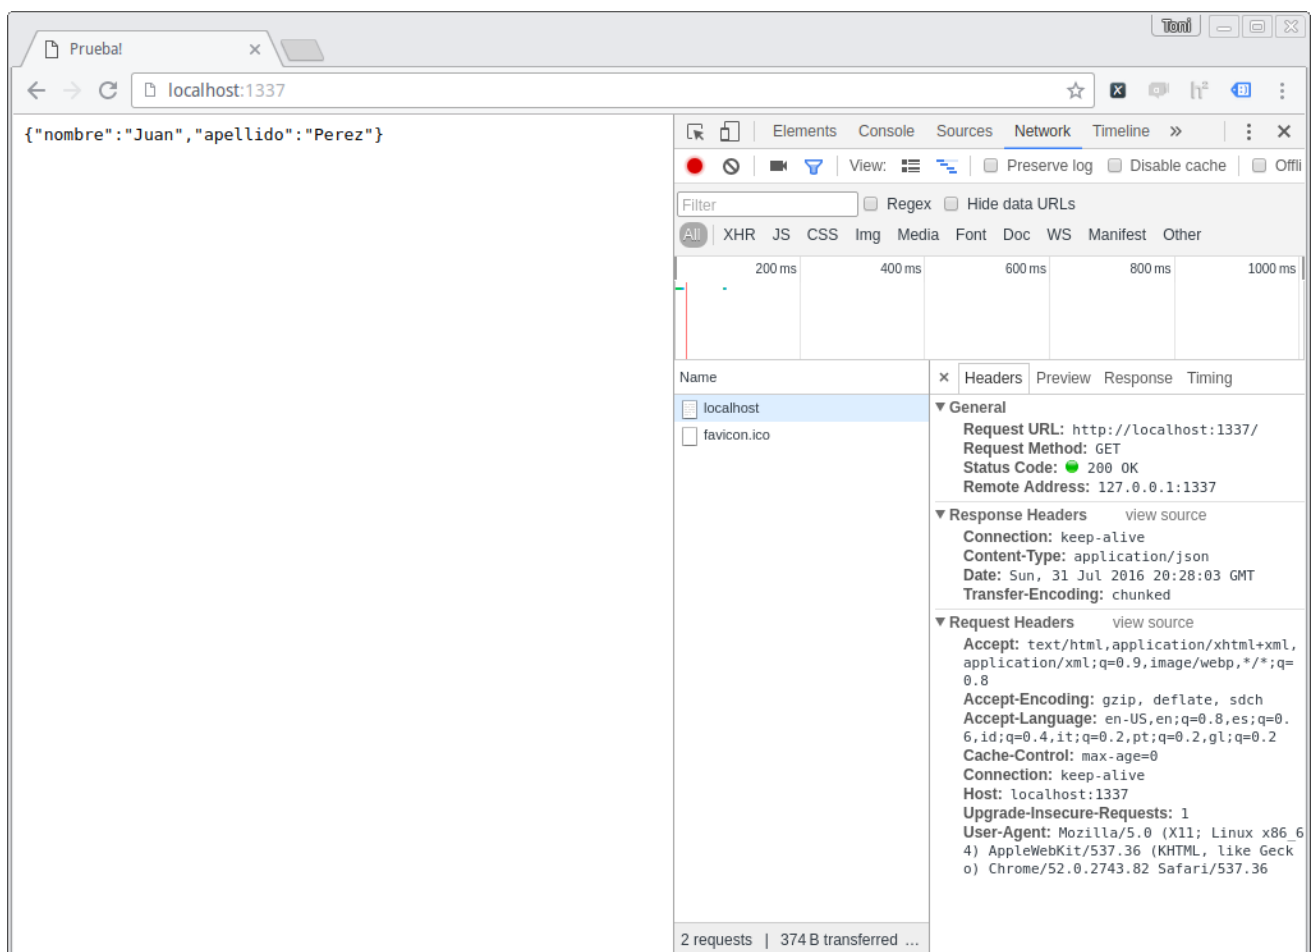 Toni
Prueba!
localhost:1337
{"nombre":"Juan","apellido":"Perez"}
Elements Console Sources Network Timeline »
View: Preserve log Disable cache Offli
Filter Regex Hide data URLs
All XHR JS CSS Img Media Font Doc WS Manifest Other
200 ms 400 ms 600 ms 800 ms 1000 ms
Name
localhost
favicon.ico
× Headers Preview Response Timing
General
Request URL: http://localhost:1337/
Request Method: GET
Status Code: 200 OK
Remote Address: 127.0.0.1:1337
Response Headers view source
Connection: keep-alive
Content-Type: application/json
Date: Sun, 31 Jul 2016 20:28:03 GMT
Transfer-Encoding: chunked
Request Headers view source
Accept: text/html,application/xhtml+xml,
application/xml;q=0.9,image/webp,*/*;q=
0.8
Accept-Encoding: gzip, deflate, sdch
Accept-Language: en-US,en;q=0.8,es;q=0.
6,id;q=0.4,it;q=0.2,pt;q=0.2,gl;q=0.2
Cache-Control: max-age=0
Connection: keep-alive
Host: localhost:1337
Upgrade-Insecure-Requests: 1
User-Agent: Mozilla/5.0 (X11; Linux x86_6
4) AppleWebKit/537.36 (KHTML, like Geck
o) Chrome/52.0.2743.82 Safari/537.36
2 requests | 374 B transferred ...